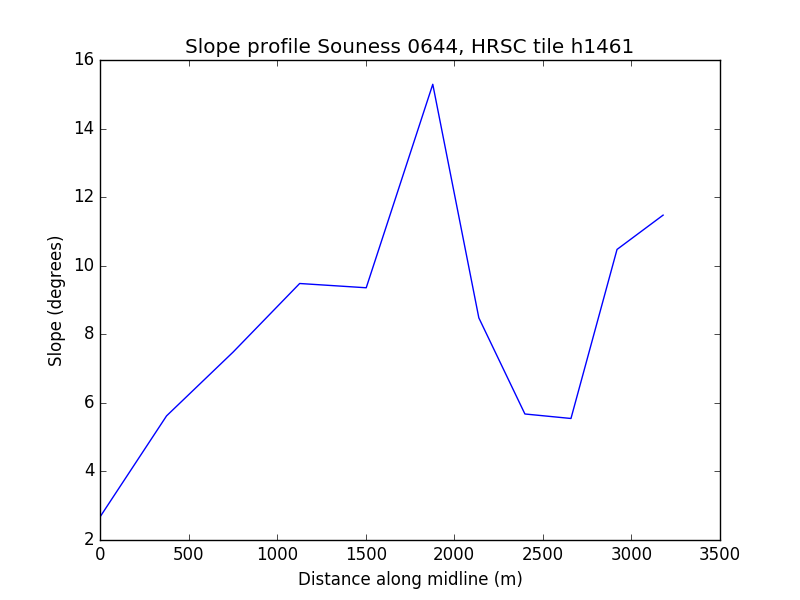 Slope profile Souness 0644, HRSC tile h1461
16
14
12
10
8
6
4
2
Slope (degrees)
0 500 1000 1500 2000 2500 3000 3500
Distance along midline (m)